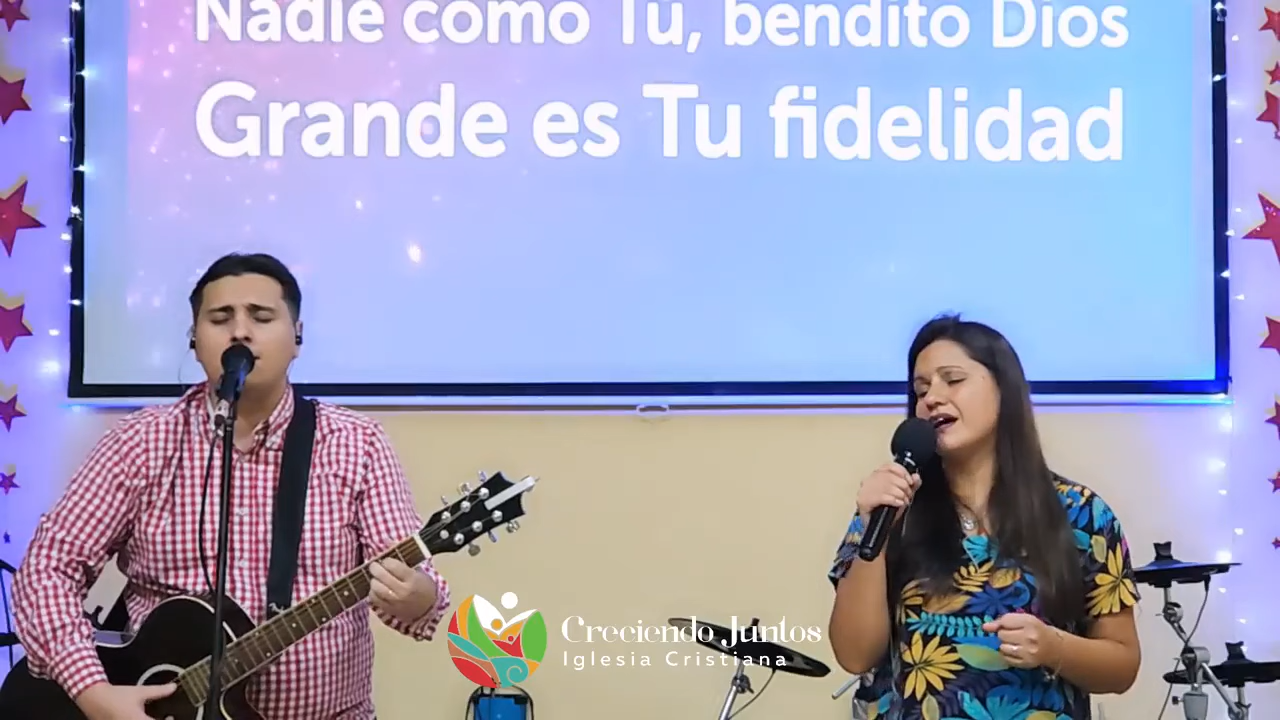 Nadie como Tú, bendito Dios
Grande es Tu fidelidad
Creciendo Juntos
Iglesia Cristiana